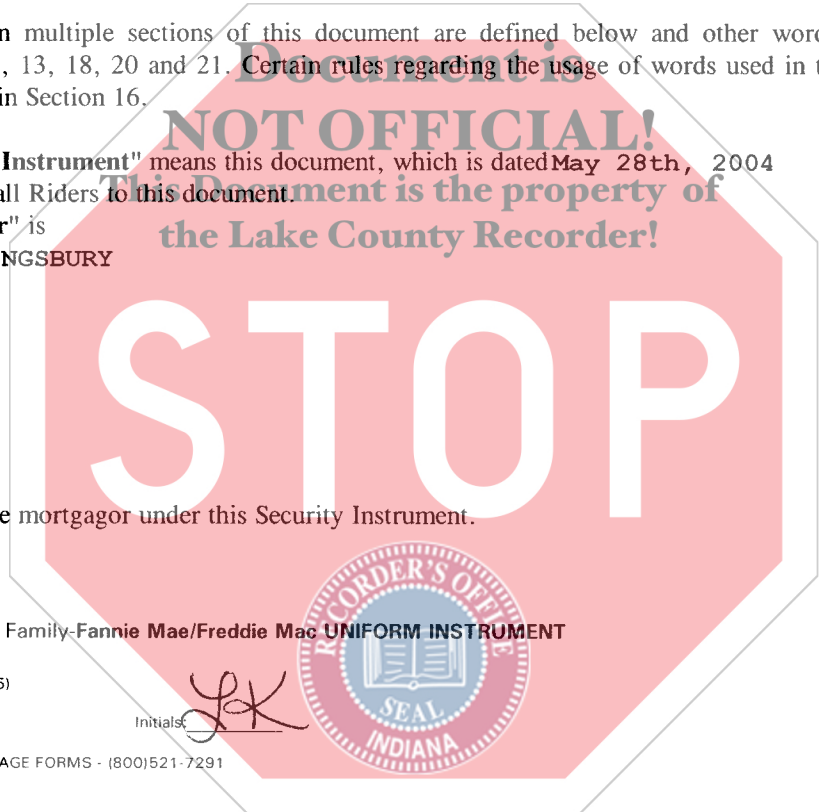 n multiple sections of this document are defined below and other word
, 13, 18, 20 and 21. Certain rules regarding the usage of words used in t
in Section 16.
Document is
NOT OFFICIAL!
This Document is the property of
the Lake County Recorder!
Instrument" means this document, which is dated May 28th, 2004
all Riders to this document.
r" is
NGSBURY
STOP
e mortgagor under this Security Instrument.
Family-Fannie Mae/Freddie Mac UNIFORM INSTRUMENT
5)
Initials:
LOK
AGE FORMS - (800)521-7291
RECORDER'S OFFICE
SEAL
INDIANA